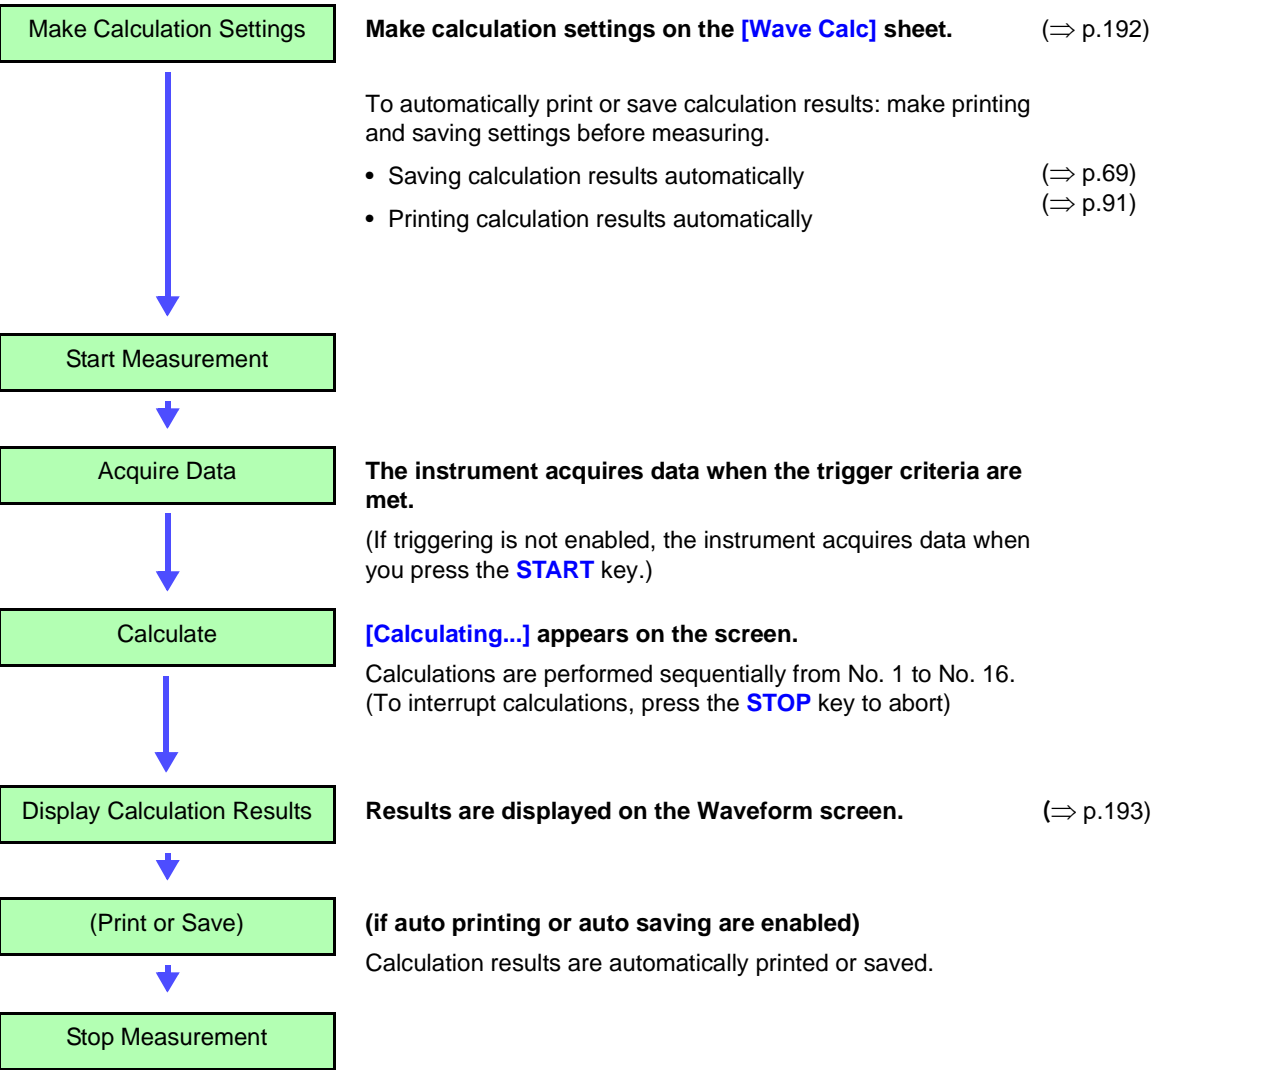 Make Calculation Settings
Make calculation settings on the [Wave Calc] sheet. (⇒ p.192)
To automatically print or save calculation results: make printing
and saving settings before measuring.
• Saving calculation results automatically (⇒ p.69)
• Printing calculation results automatically (⇒ p.91)
Start Measurement
Acquire Data
The instrument acquires data when the trigger criteria are
met.
(If triggering is not enabled, the instrument acquires data when
you press the START key.)
Calculate
[Calculating...] appears on the screen.
Calculations are performed sequentially from No. 1 to No. 16.
(To interrupt calculations, press the STOP key to abort)
Display Calculation Results
Results are displayed on the Waveform screen. (⇒ p.193)
(Print or Save)
(if auto printing or auto saving are enabled)
Calculation results are automatically printed or saved.
Stop Measurement